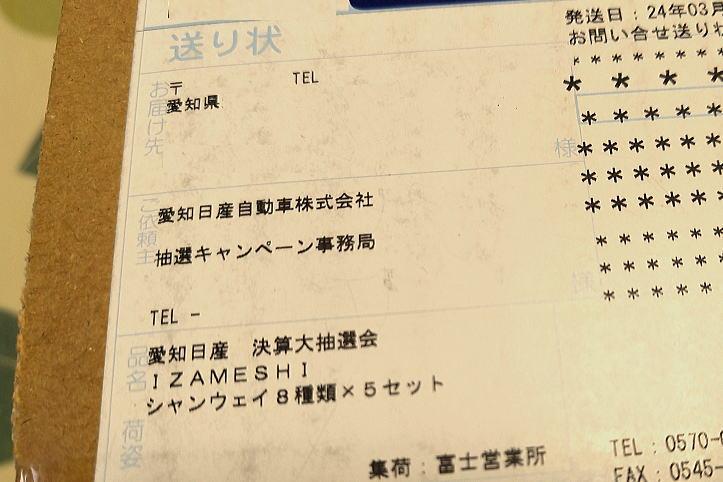 発送日：24年03月
送り状
お問い合せ送り状
* * * * * * * *
* * * *
お届け先
〒 TEL
愛知県
* * * *
様 * * * * * *
* * * * * *
* * * * * *
ご依頼主
愛知日産自動車株式会社
抽選キャンペーン事務局
* * * * * *
様 * * * * * *
* * * * *
TEL －
品名
愛知日産 決算大抽選会
ＩＺＡＭＥＳＨＩ
シャンウェイ８種類×５セット
荷姿
集荷：富士営業所
TEL：0570-
FAX：0545-